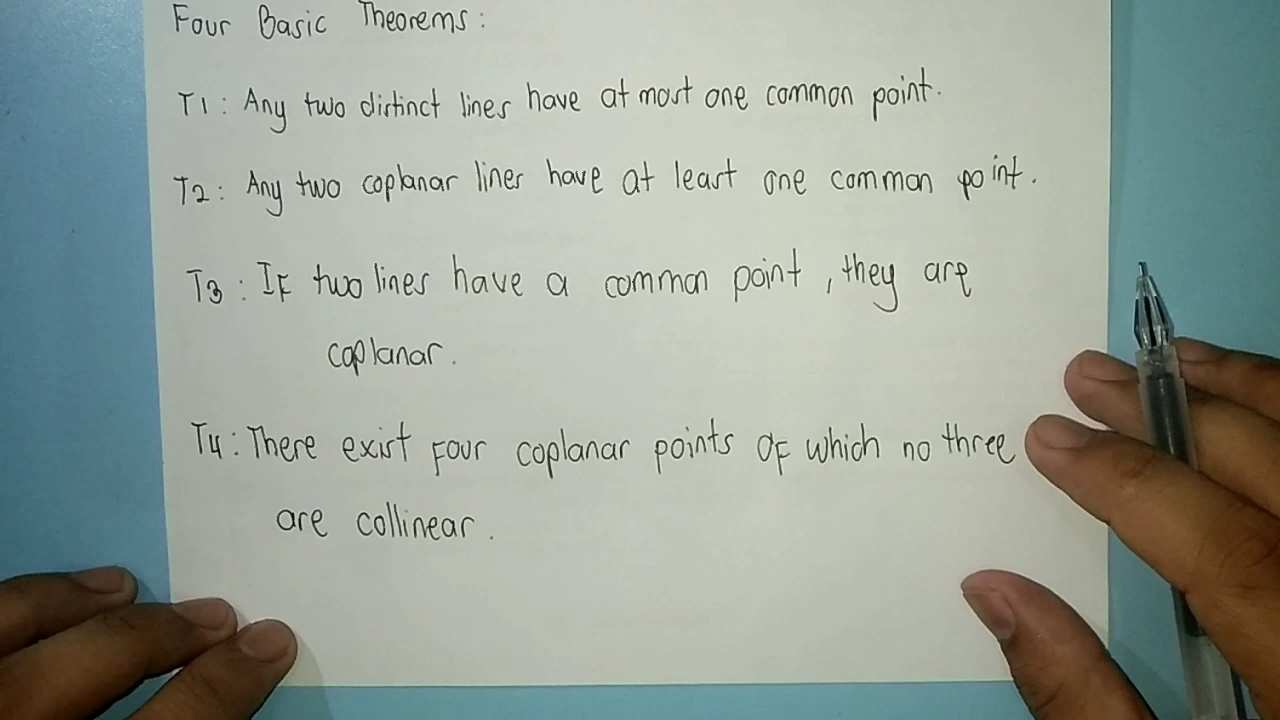 Four Basic Theorems:
T1: Any two distinct lines have at most one common point.
T2: Any two coplanar lines have at least one common point.
T3: If two lines have a common point, they are
coplanar.
T4: There exist four coplanar points of which no three
are collinear.